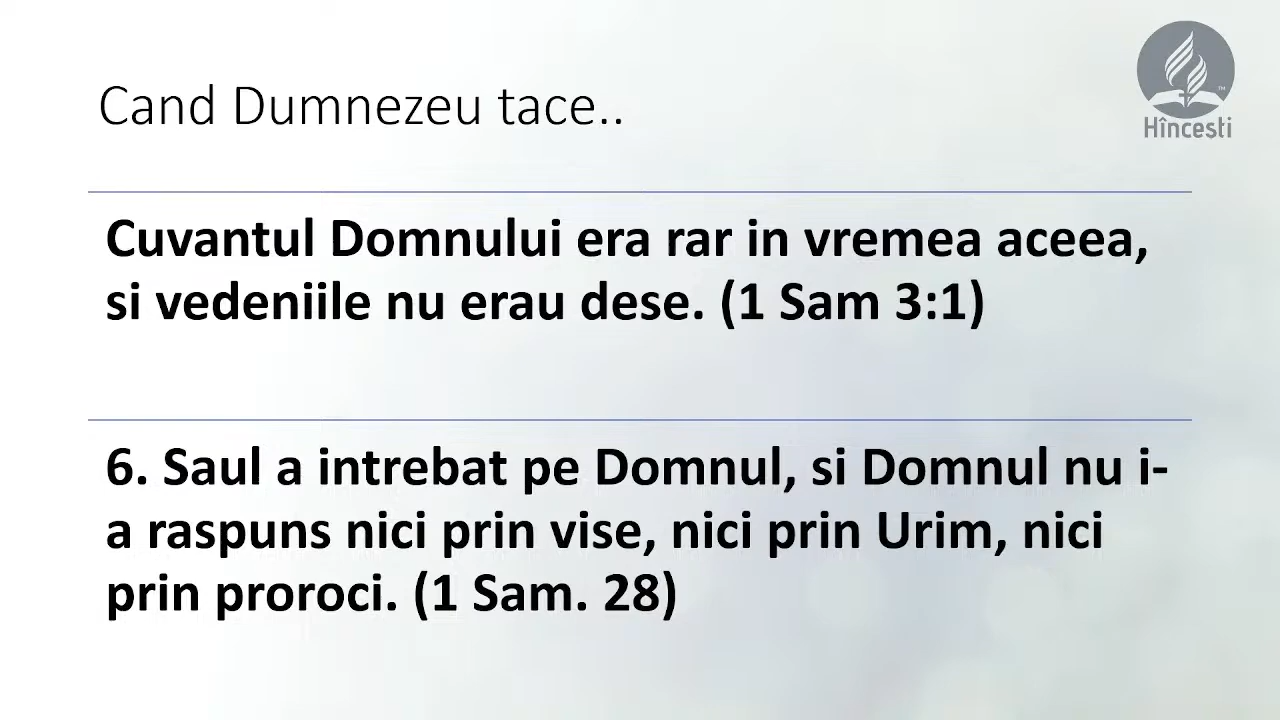 Cand Dumnezeu tace..
Hîncești
Cuvantul Domnului era rar in vremea aceea,
si vedeniile nu erau dese. (1 Sam 3:1)
6. Saul a intrebat pe Domnul, si Domnul nu i-
a raspuns nici prin vise, nici prin Urim, nici
prin proroci. (1 Sam. 28)